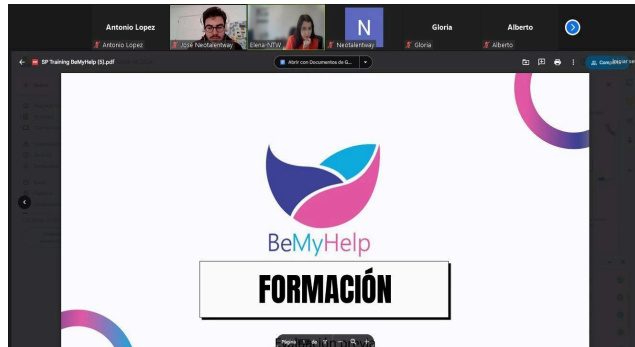 Antonio Lopez
Gloria
Alberto
N
Antonio Lopez
José Neotalentway
Elena-NTW
Neotalentway
Gloria
Alberto
SP Training BeMyHelp (5).pdf
Abrir con Documentos de G...
BeMyHelp
FORMACIÓN
Página
de